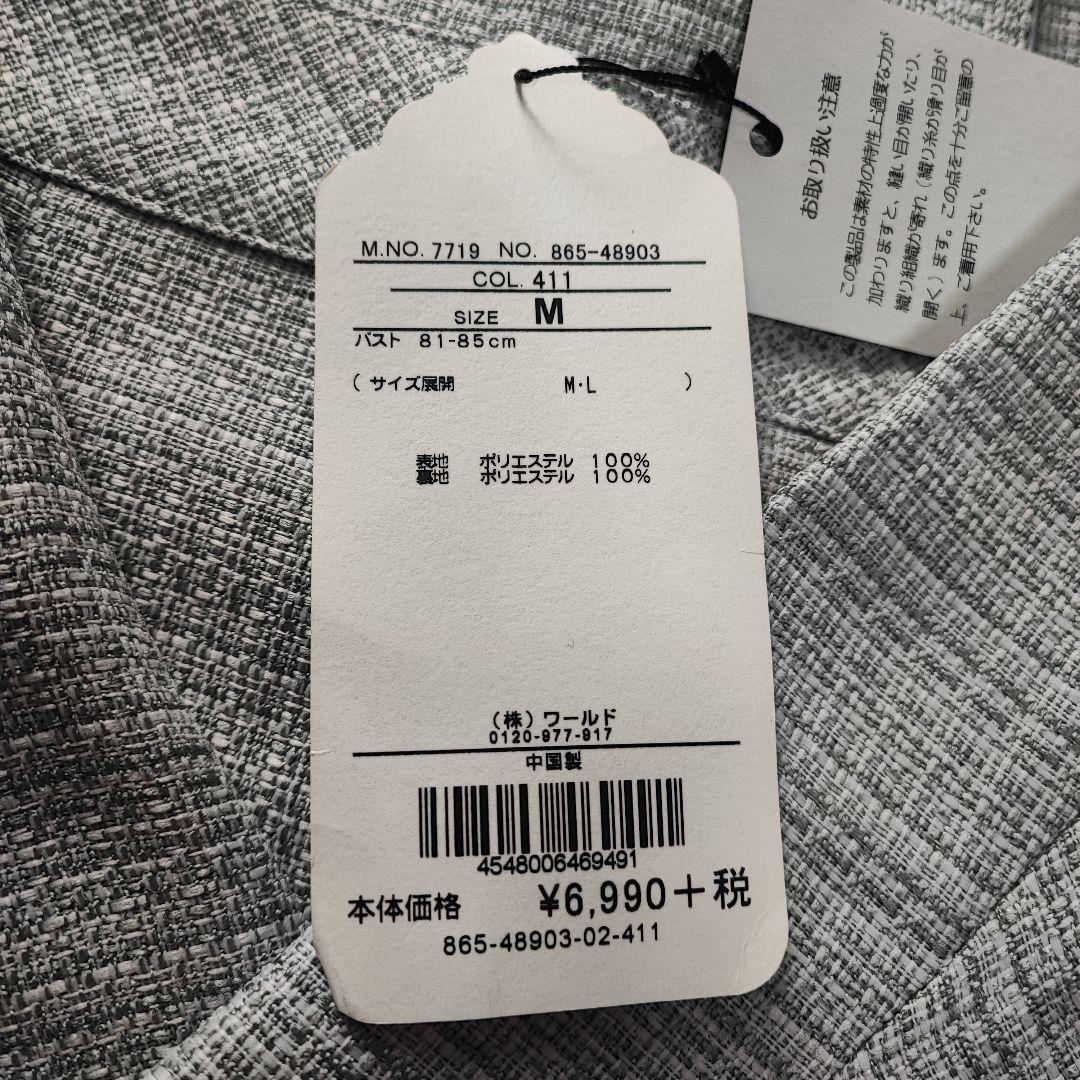 M.NO. 7719 NO. 865-48903
COL. 411
SIZE M
バスト 81-85cm
( サイズ展開 M・L )
表地 ポリエステル 100%
裏地 ポリエステル 100%
(株)ワールド
0120-977-917
中国製
4548006469491
本体価格 ¥6,990+税
865-48903-02-411
お取り扱い注意
この製品は素材の特性上過度な力が
加わりますと、縫い目が開いたり、
織り組織が寄れ(織り糸が滑り目が
開く)ます。この点を十分ご留意の
上、ご着用下さい。